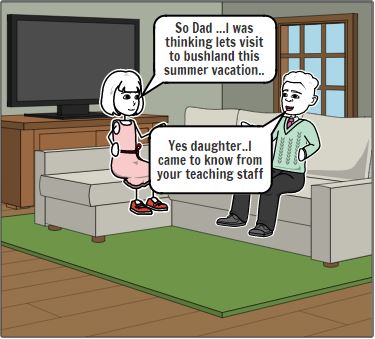 So Dad ...I was
thinking lets visit
to bushland this
summer vacation..
Yes daughter..I
came to know from
your teaching staff